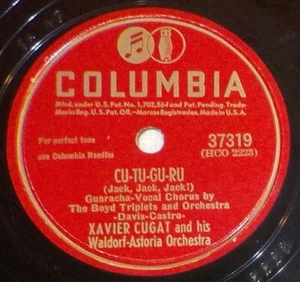 COLUMBIA
Mfrd. under U.S. Pat. No. 1,702,564 and Pat. Pending. Trade-
Marks Reg. U.S. Pat. Off.-Marcas Registradas. Made in U.S.A.
For perfect tone
use Columbia Needles
37319
(HCO 2223)
CU-TU-GU-RU
(Jack, Jack, Jack!)
Guaracha-Vocal Chorus by
The Boyd Triplets and Orchestra
-Davis-Castro-
XAVIER CUGAT and his
Waldorf-Astoria Orchestra